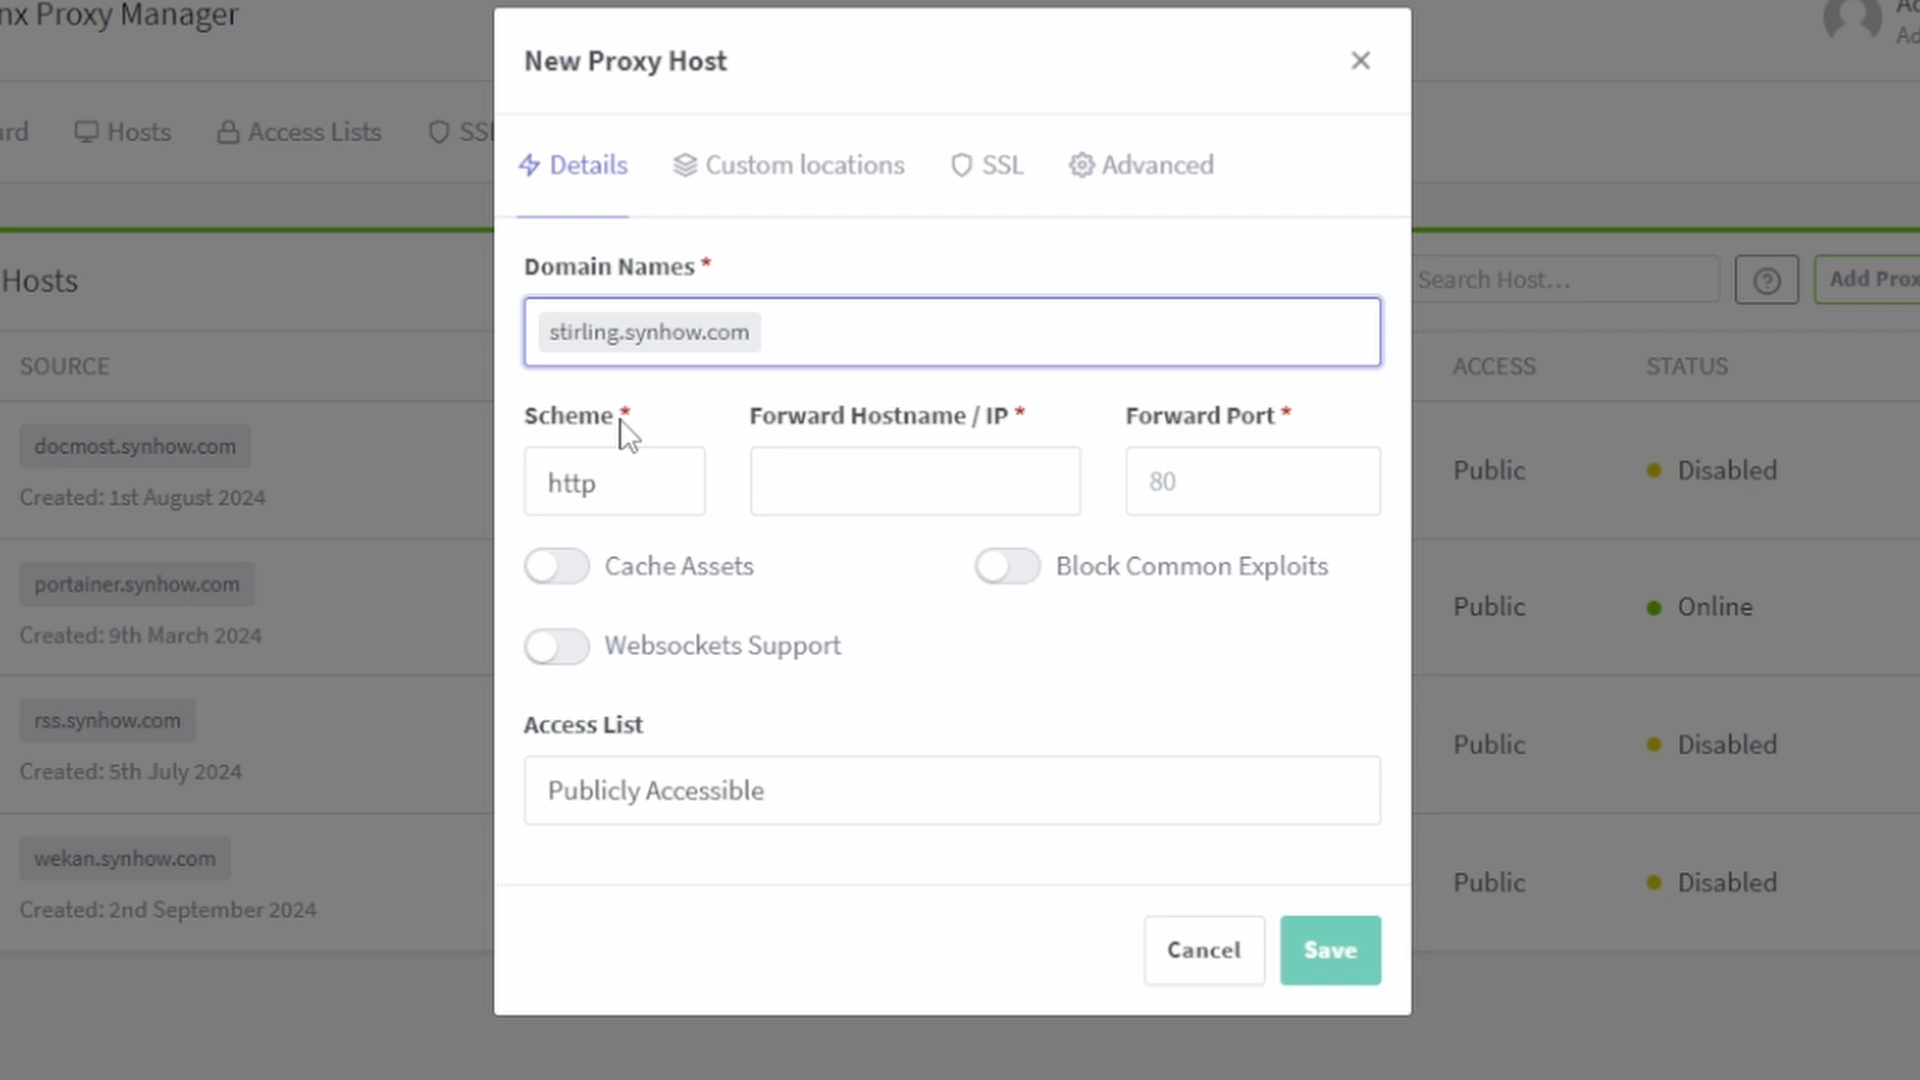 nx Proxy Manager
Ad
Ad
ard Hosts Access Lists SSL
Hosts
Search Host...
Add Prox
SOURCE ACCESS STATUS
docmost.synhow.com
Created: 1st August 2024
Public Disabled
portainer.synhow.com
Created: 9th March 2024
Public Online
rss.synhow.com
Created: 5th July 2024
Public Disabled
wekan.synhow.com
Created: 2nd September 2024
Public Disabled
New Proxy Host
Details Custom locations SSL Advanced
Domain Names *
stirling.synhow.com
Scheme * Forward Hostname / IP * Forward Port *
http 80
Cache Assets Block Common Exploits
Websockets Support
Access List
Publicly Accessible
Cancel Save